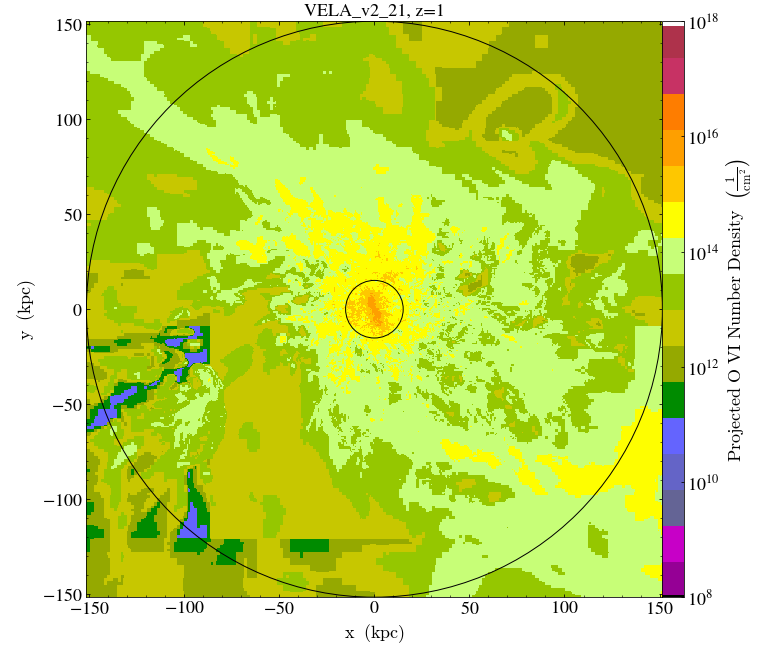 VELA_v2_21, z=1
150
100
50
0
−50
−100
−150
y (kpc)
−150 −100 −50 0 50 100 150
x (kpc)
10^18
10^16
10^14
10^12
10^10
10^8
Projected O VI Number Density (1/cm^2)